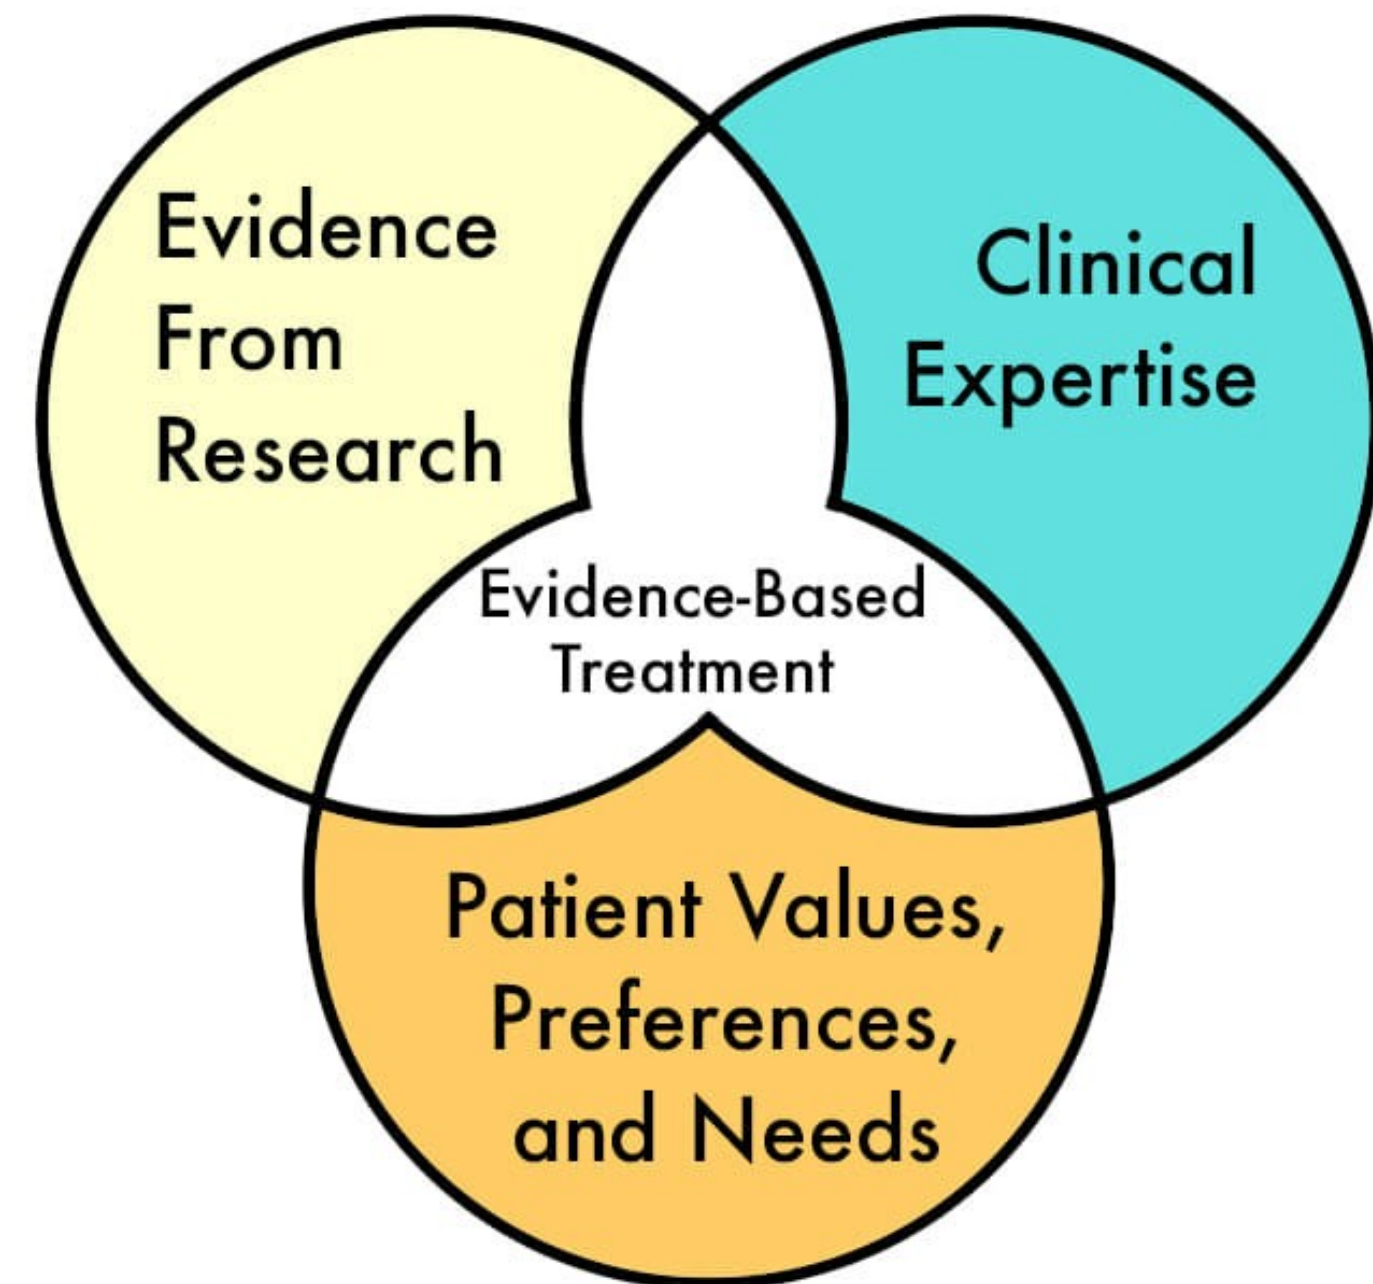 Evidence
From
Research
Clinical
Expertise
Evidence-Based
Treatment
Patient Values,
Preferences,
and Needs